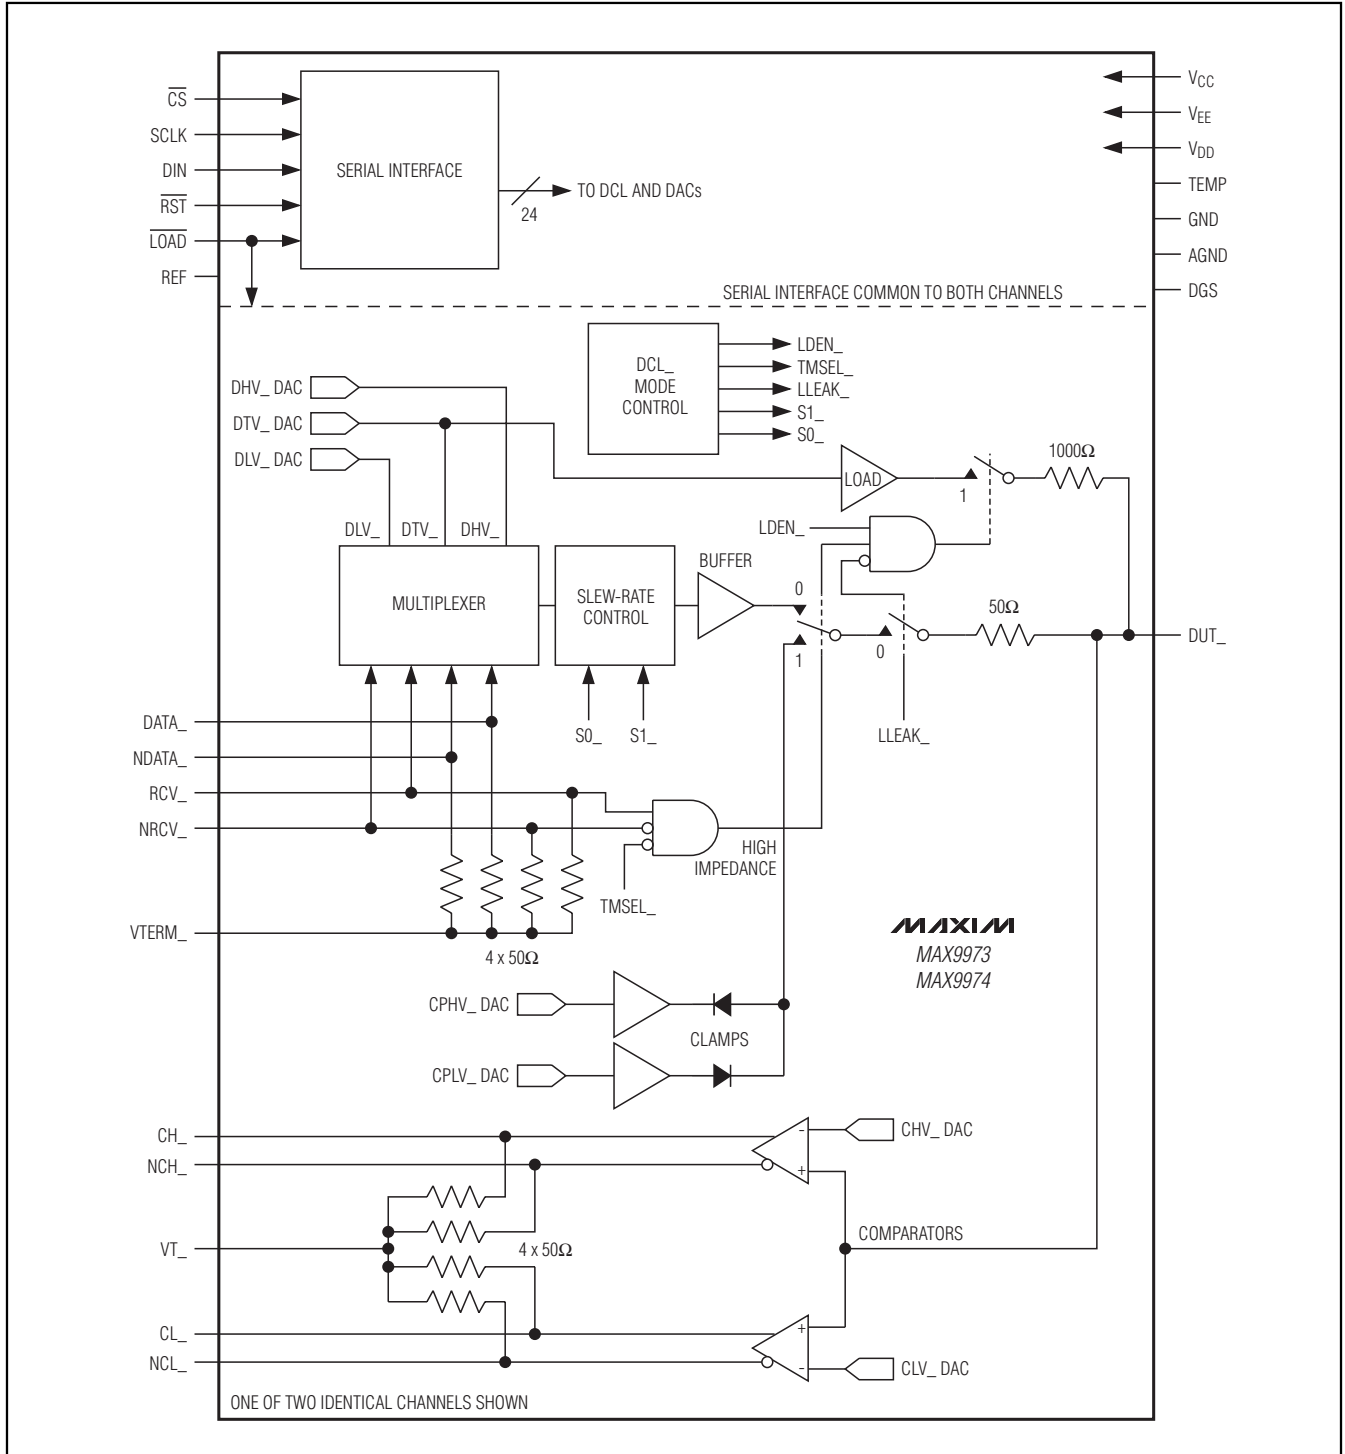 CS
SCLK
DIN
RST
LOAD
REF
SERIAL INTERFACE
24
TO DCL AND DACs
VCC
VEE
VDD
TEMP
GND
AGND
DGS
SERIAL INTERFACE COMMON TO BOTH CHANNELS
DCL_
MODE
CONTROL
LDEN_
TMSEL_
LLEAK_
S1_
S0_
DHV_ DAC
DTV_ DAC
DLV_ DAC
LOAD
1
1000Ω
LDEN_
DLV_ DTV_ DHV_
MULTIPLEXER
SLEW-RATE
CONTROL
BUFFER
0
1
0
50Ω
DUT_
LLEAK_
S0_ S1_
DATA_
NDATA_
RCV_
NRCV_
HIGH
IMPEDANCE
TMSEL_
VTERM_
4 x 50Ω
MAXIM
MAX9973
MAX9974
CPHV_ DAC
CLAMPS
CPLV_ DAC
CH_
NCH_
- CHV_ DAC
+
VT_
4 x 50Ω
COMPARATORS
CL_
NCL_
+
- CLV_ DAC
ONE OF TWO IDENTICAL CHANNELS SHOWN